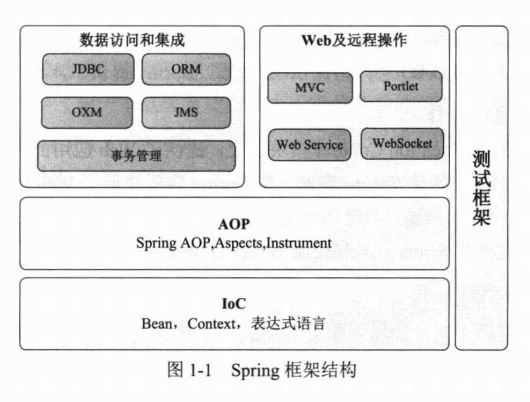 数据访问和集成
JDBC
ORM
OXM
JMS
事务管理
Web及远程操作
MVC
Portlet
Web Service
WebSocket
测试框架
AOP
Spring AOP,Aspects,Instrument
IoC
Bean，Context，表达式语言
图 1-1 Spring 框架结构